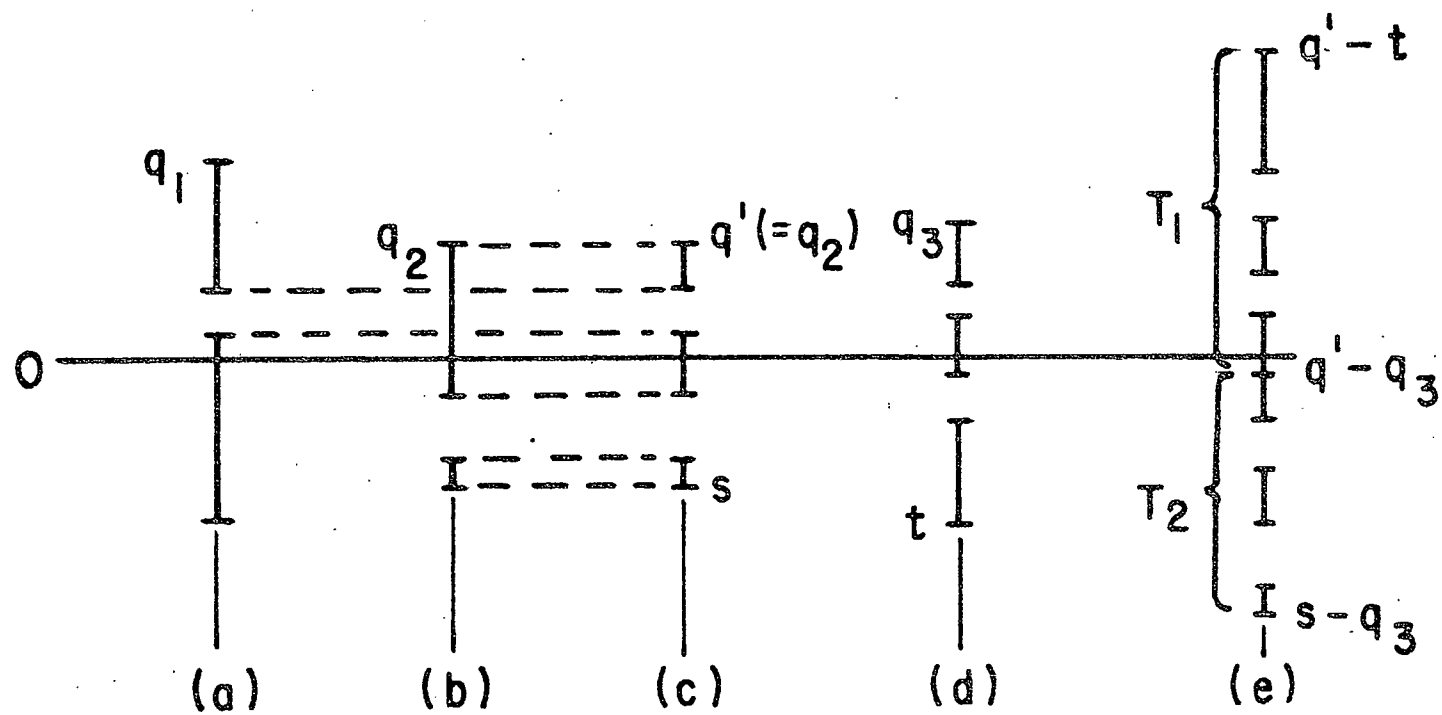 q' - t
q1
T1
q2
q' (=q2)
q3
O
q' - q3
s
t
T2
s - q3
(a) (b) (c) (d) (e)